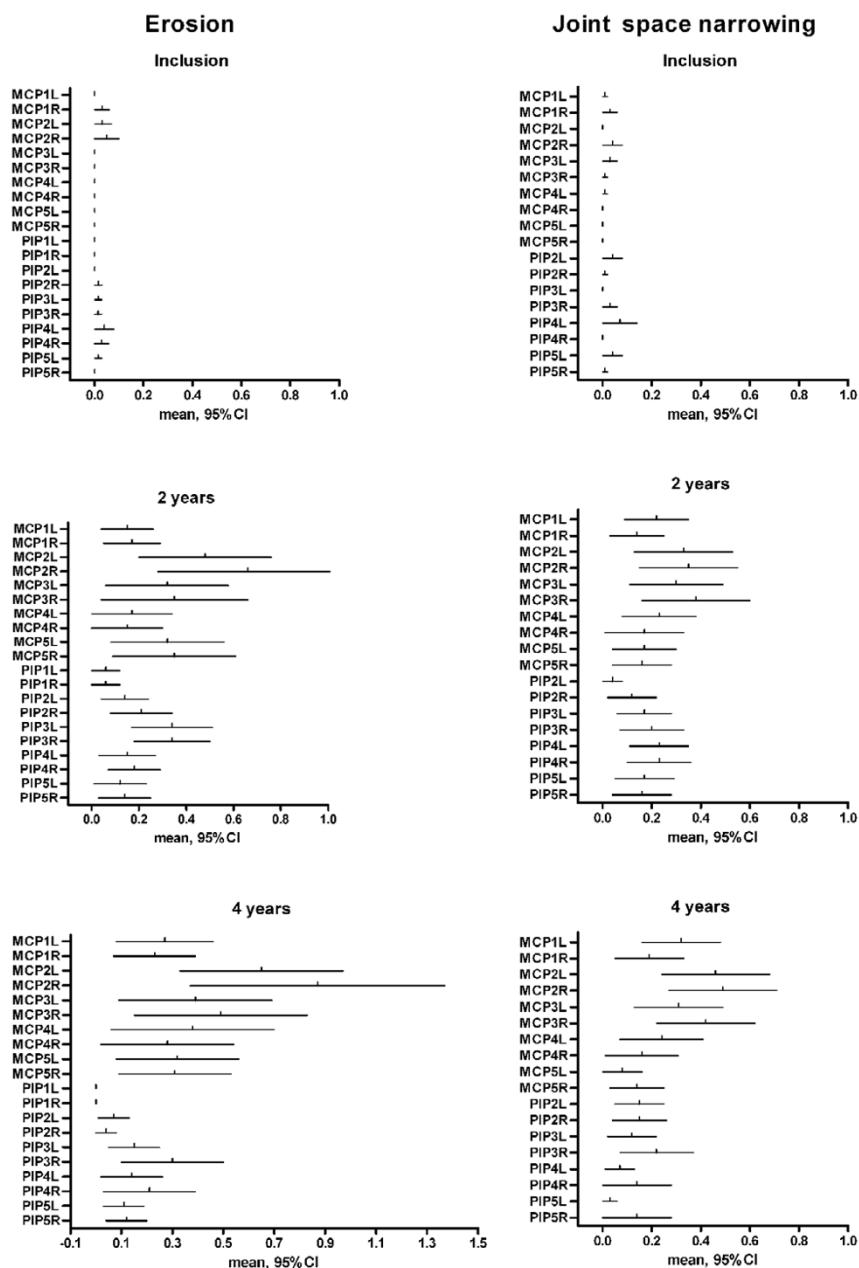 Erosion
Inclusion
MCP1L
MCP1R
MCP2L
MCP2R
MCP3L
MCP3R
MCP4L
MCP4R
MCP5L
MCP5R
PIP1L
PIP1R
PIP2L
PIP2R
PIP3L
PIP3R
PIP4L
PIP4R
PIP5L
PIP5R
0.0 0.2 0.4 0.6 0.8 1.0
mean, 95% CI
Joint space narrowing
Inclusion
MCP1L
MCP1R
MCP2L
MCP2R
MCP3L
MCP3R
MCP4L
MCP4R
MCP5L
MCP5R
PIP2L
PIP2R
PIP3L
PIP3R
PIP4L
PIP4R
PIP5L
PIP5R
0.0 0.2 0.4 0.6 0.8 1.0
mean, 95% CI
2 years
MCP1L
MCP1R
MCP2L
MCP2R
MCP3L
MCP3R
MCP4L
MCP4R
MCP5L
MCP5R
PIP1L
PIP1R
PIP2L
PIP2R
PIP3L
PIP3R
PIP4L
PIP4R
PIP5L
PIP5R
0.0 0.2 0.4 0.6 0.8 1.0
mean, 95% CI
2 years
MCP1L
MCP1R
MCP2L
MCP2R
MCP3L
MCP3R
MCP4L
MCP4R
MCP5L
MCP5R
PIP2L
PIP2R
PIP3L
PIP3R
PIP4L
PIP4R
PIP5L
PIP5R
0.0 0.2 0.4 0.6 0.8 1.0
mean, 95% CI
4 years
MCP1L
MCP1R
MCP2L
MCP2R
MCP3L
MCP3R
MCP4L
MCP4R
MCP5L
MCP5R
PIP1L
PIP1R
PIP2L
PIP2R
PIP3L
PIP3R
PIP4L
PIP4R
PIP5L
PIP5R
-0.1 0.1 0.3 0.5 0.7 0.9 1.1 1.3 1.5
mean, 95% CI
4 years
MCP1L
MCP1R
MCP2L
MCP2R
MCP3L
MCP3R
MCP4L
MCP4R
MCP5L
MCP5R
PIP2L
PIP2R
PIP3L
PIP3R
PIP4L
PIP4R
PIP5L
PIP5R
0.0 0.2 0.4 0.6 0.8 1.0
mean, 95% CI